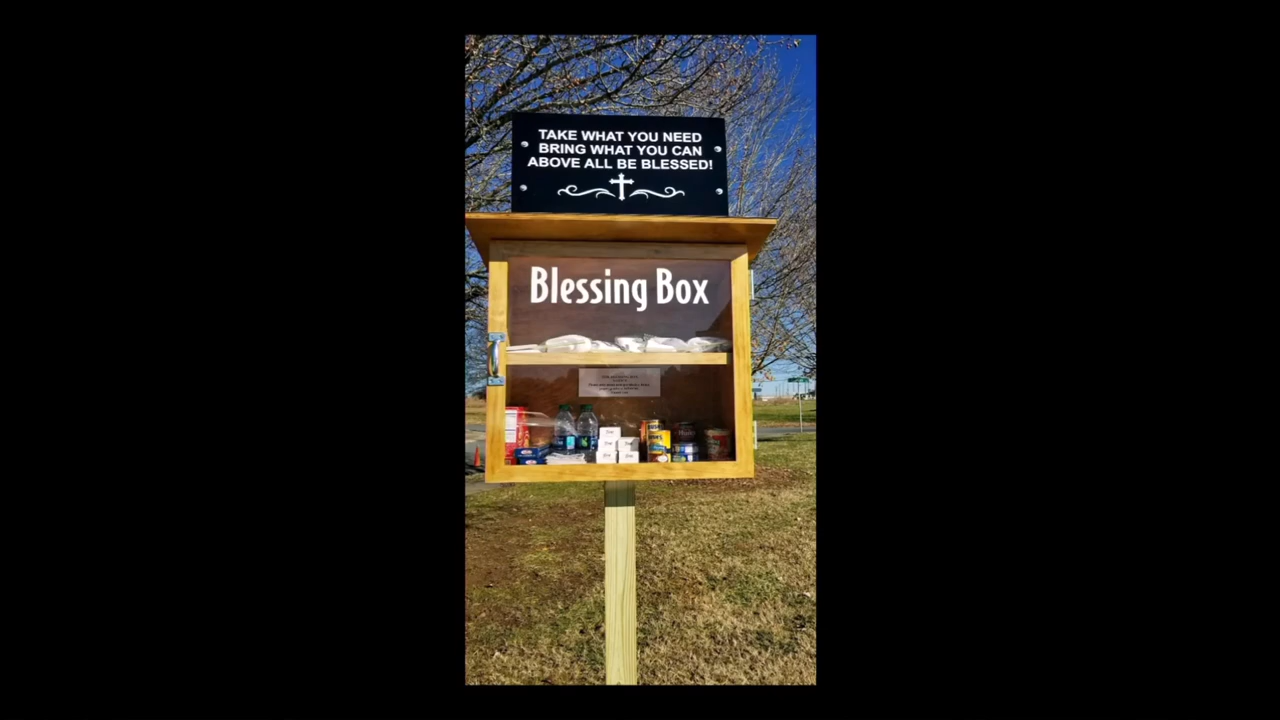 TAKE WHAT YOU NEED
BRING WHAT YOU CAN
ABOVE ALL BE BLESSED!
Blessing Box